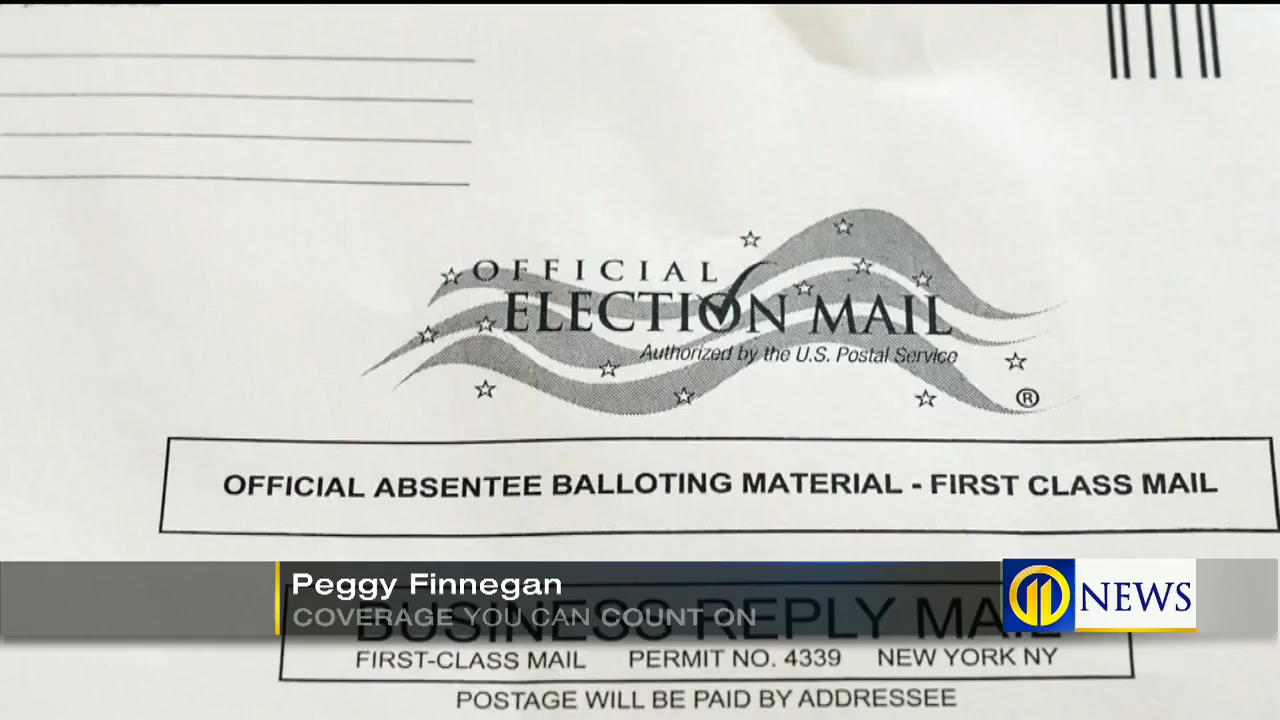 OFFICIAL
ELECTION MAIL
Authorized by the U.S. Postal Service
®
OFFICIAL ABSENTEE BALLOTING MATERIAL - FIRST CLASS MAIL
Peggy Finnegan
COVERAGE YOU CAN COUNT ON
11 NEWS
BUSINESS REPLY MAIL
FIRST-CLASS MAIL PERMIT NO. 4339 NEW YORK NY
POSTAGE WILL BE PAID BY ADDRESSEE